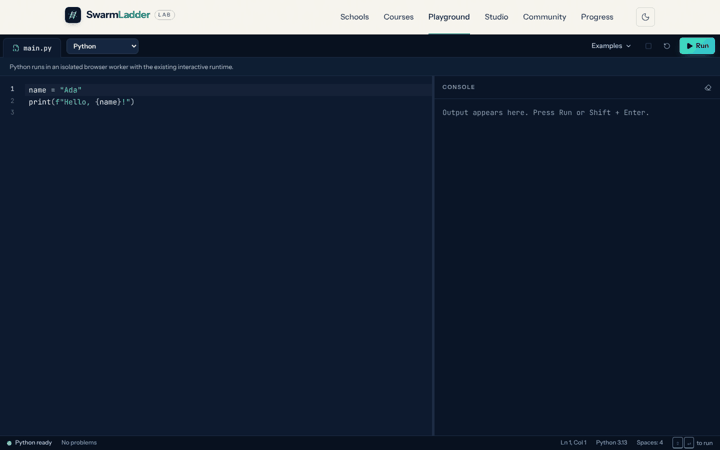 SwarmLadder LAB
Schools Courses Playground Studio Community Progress
main.py Python Examples Run
Python runs in an isolated browser worker with the existing interactive runtime.
1 name = "Ada"
2 print(f"Hello, {name}!")
3
CONSOLE
Output appears here. Press Run or Shift + Enter.
Python ready No problems Ln 1, Col 1 Python 3.13 Spaces: 4 to run